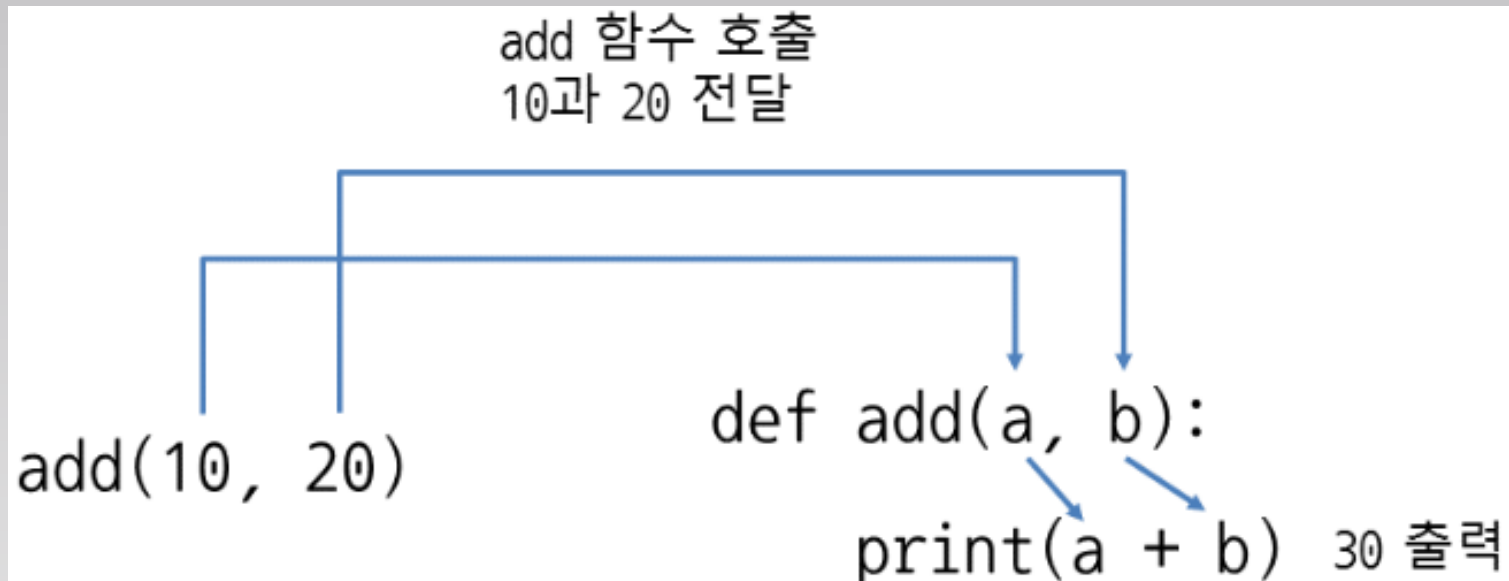 add 함수 호출
10과 20 전달
add(10, 20)
def add(a, b):
print(a + b) 30 출력